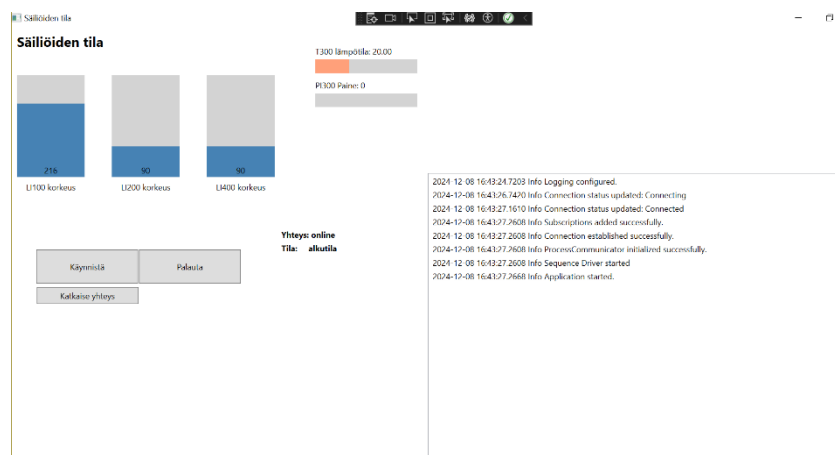 Säiliöiden tila
Säiliöiden tila
T300 lämpötila: 20.00
PI300 Paine: 0
216
90
90
LI100 korkeus
LI200 korkeus
LI400 korkeus
Yhteys: online
Tila: alkutila
Käynnistä
Palauta
Katkaise yhteys
2024-12-08 16:43:24.7203 Info Logging configured.
2024-12-08 16:43:26.7420 Info Connection status updated: Connecting
2024-12-08 16:43:27.1610 Info Connection status updated: Connected
2024-12-08 16:43:27.2608 Info Subscriptions added successfully.
2024-12-08 16:43:27.2608 Info Connection established successfully.
2024-12-08 16:43:27.2608 Info ProcessCommunicator initialized successfully.
2024-12-08 16:43:27.2608 Info Sequence Driver started
2024-12-08 16:43:27.2668 Info Application started.